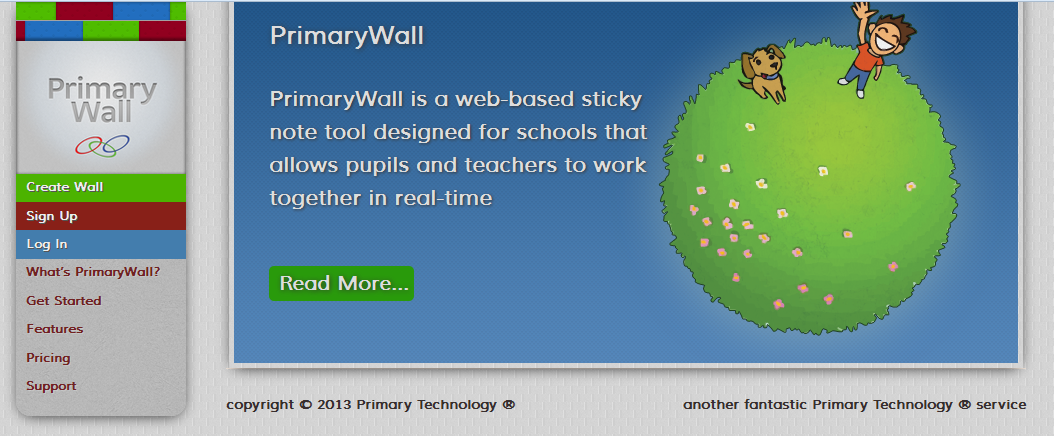 Primary
Wall
Create Wall
Sign Up
Log In
What's PrimaryWall?
Get Started
Features
Pricing
Support
PrimaryWall
PrimaryWall is a web-based sticky
note tool designed for schools that
allows pupils and teachers to work
together in real-time
Read More...
copyright © 2013 Primary Technology ®
another fantastic Primary Technology ® service